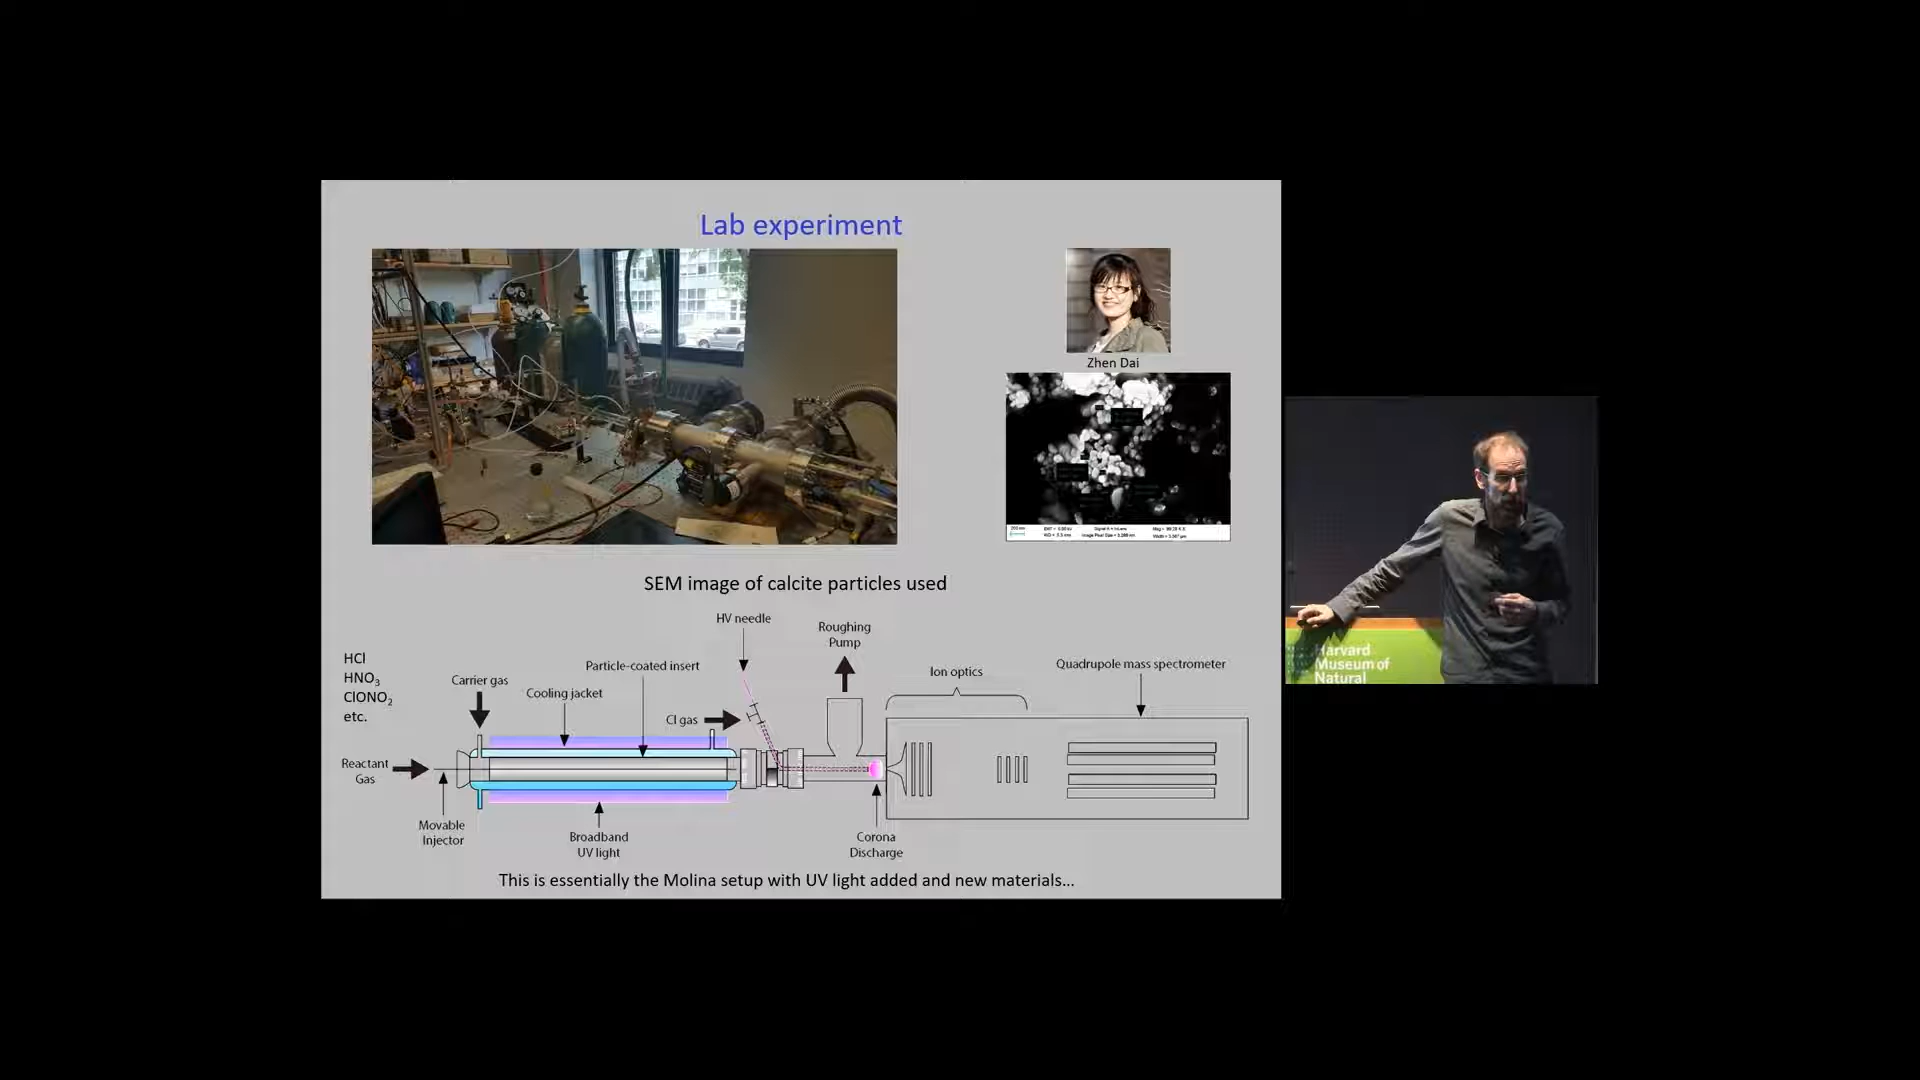 Lab experiment
Zhen Dai
SEM image of calcite particles used
HV needle
Roughing
Pump
HCl
HNO₃
ClONO₂
etc.
Carrier gas
Cooling jacket
Particle-coated insert
Cl gas
Ion optics
Quadrupole mass spectrometer
Reactant
Gas
Movable
Injector
Broadband
UV light
Corona
Discharge
This is essentially the Molina setup with UV light added and new materials...
Harvard
Museum of
Natural